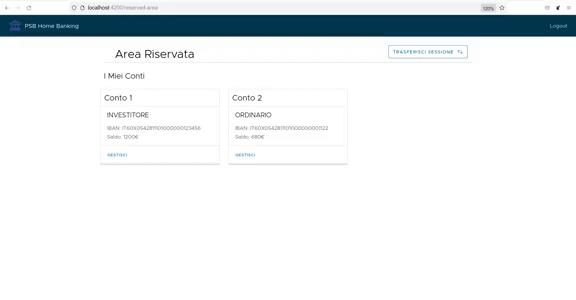 localhost:4200/reserved-area
120%
PSB Home Banking
Logout
Area Riservata
TRASFERISCI SESSIONE
I Miei Conti
Conto 1
INVESTITORE
IBAN: IT60X0542811101000000123456
Saldo: 1200€
GESTISCI
Conto 2
ORDINARIO
IBAN: IT60X0542811101000000001122
Saldo: 680€
GESTISCI